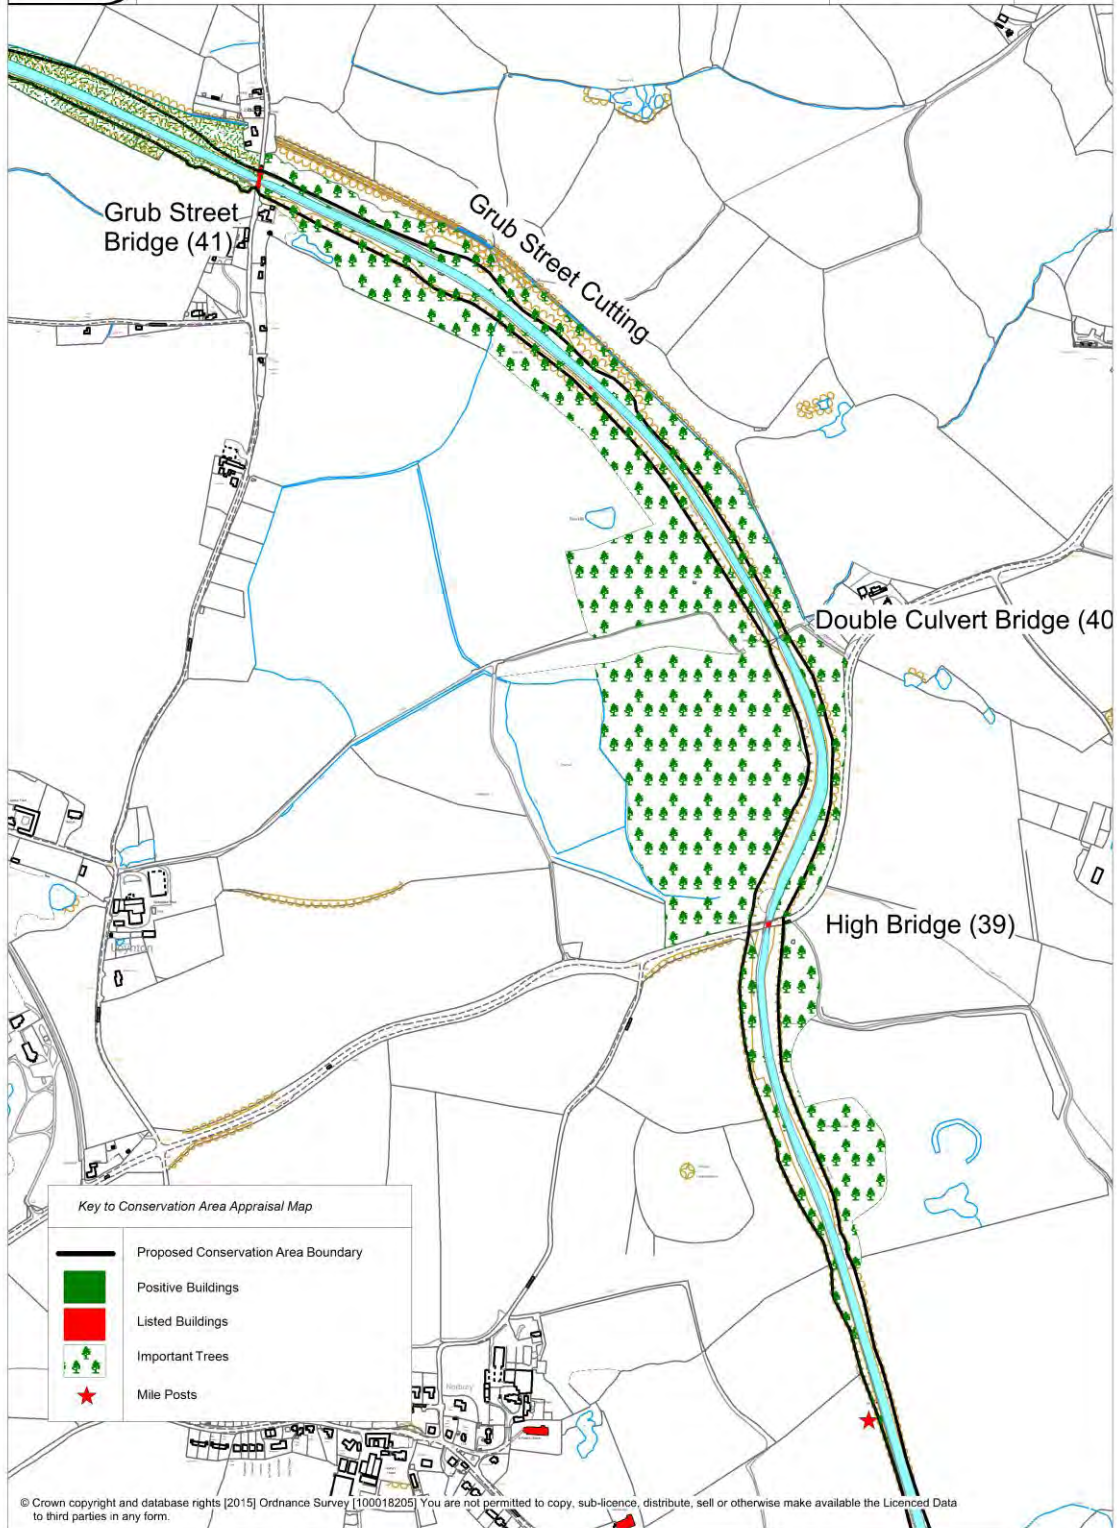 Grub Street
Bridge (41)
Grub Street Cutting
Double Culvert Bridge (40
High Bridge (39)
Key to Conservation Area Appraisal Map
Proposed Conservation Area Boundary
Positive Buildings
Listed Buildings
Important Trees
Mile Posts
Norbury
© Crown copyright and database rights [2015] Ordnance Survey [100018205] You are not permitted to copy, sub-licence, distribute, sell or otherwise make available the Licenced Data
to third parties in any form.